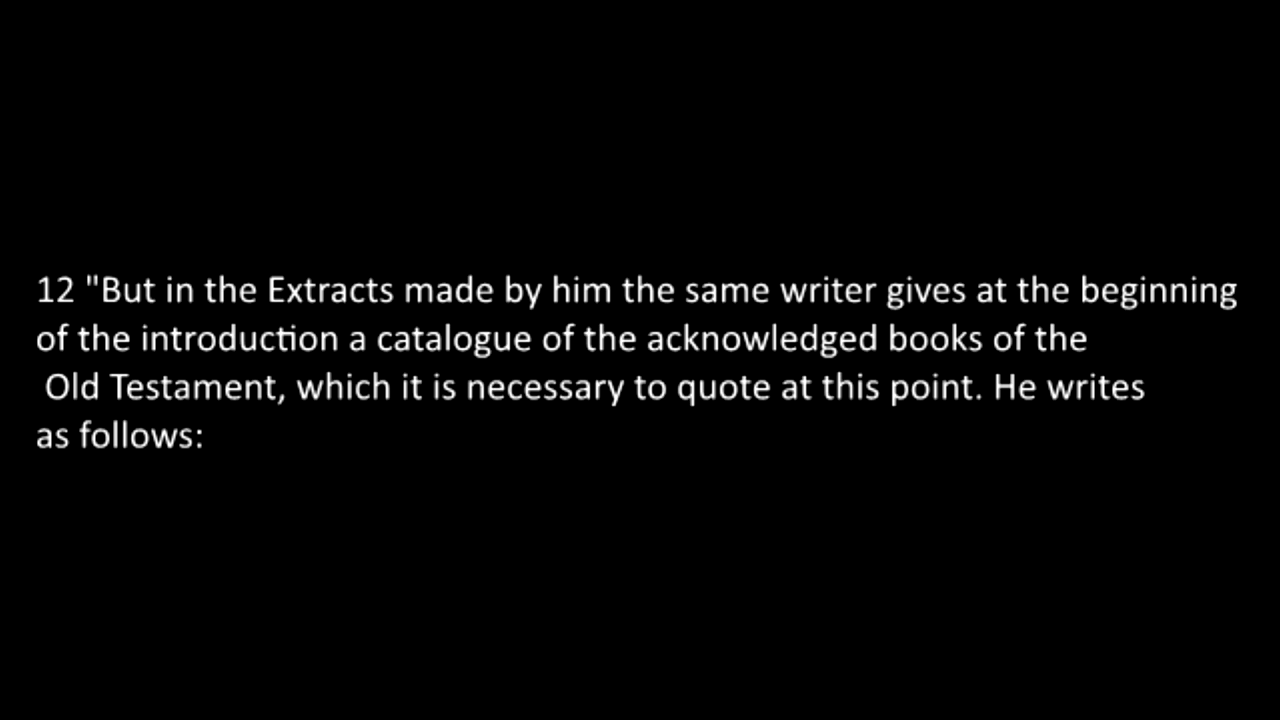 12 "But in the Extracts made by him the same writer gives at the beginning
of the introduction a catalogue of the acknowledged books of the
Old Testament, which it is necessary to quote at this point. He writes
as follows: